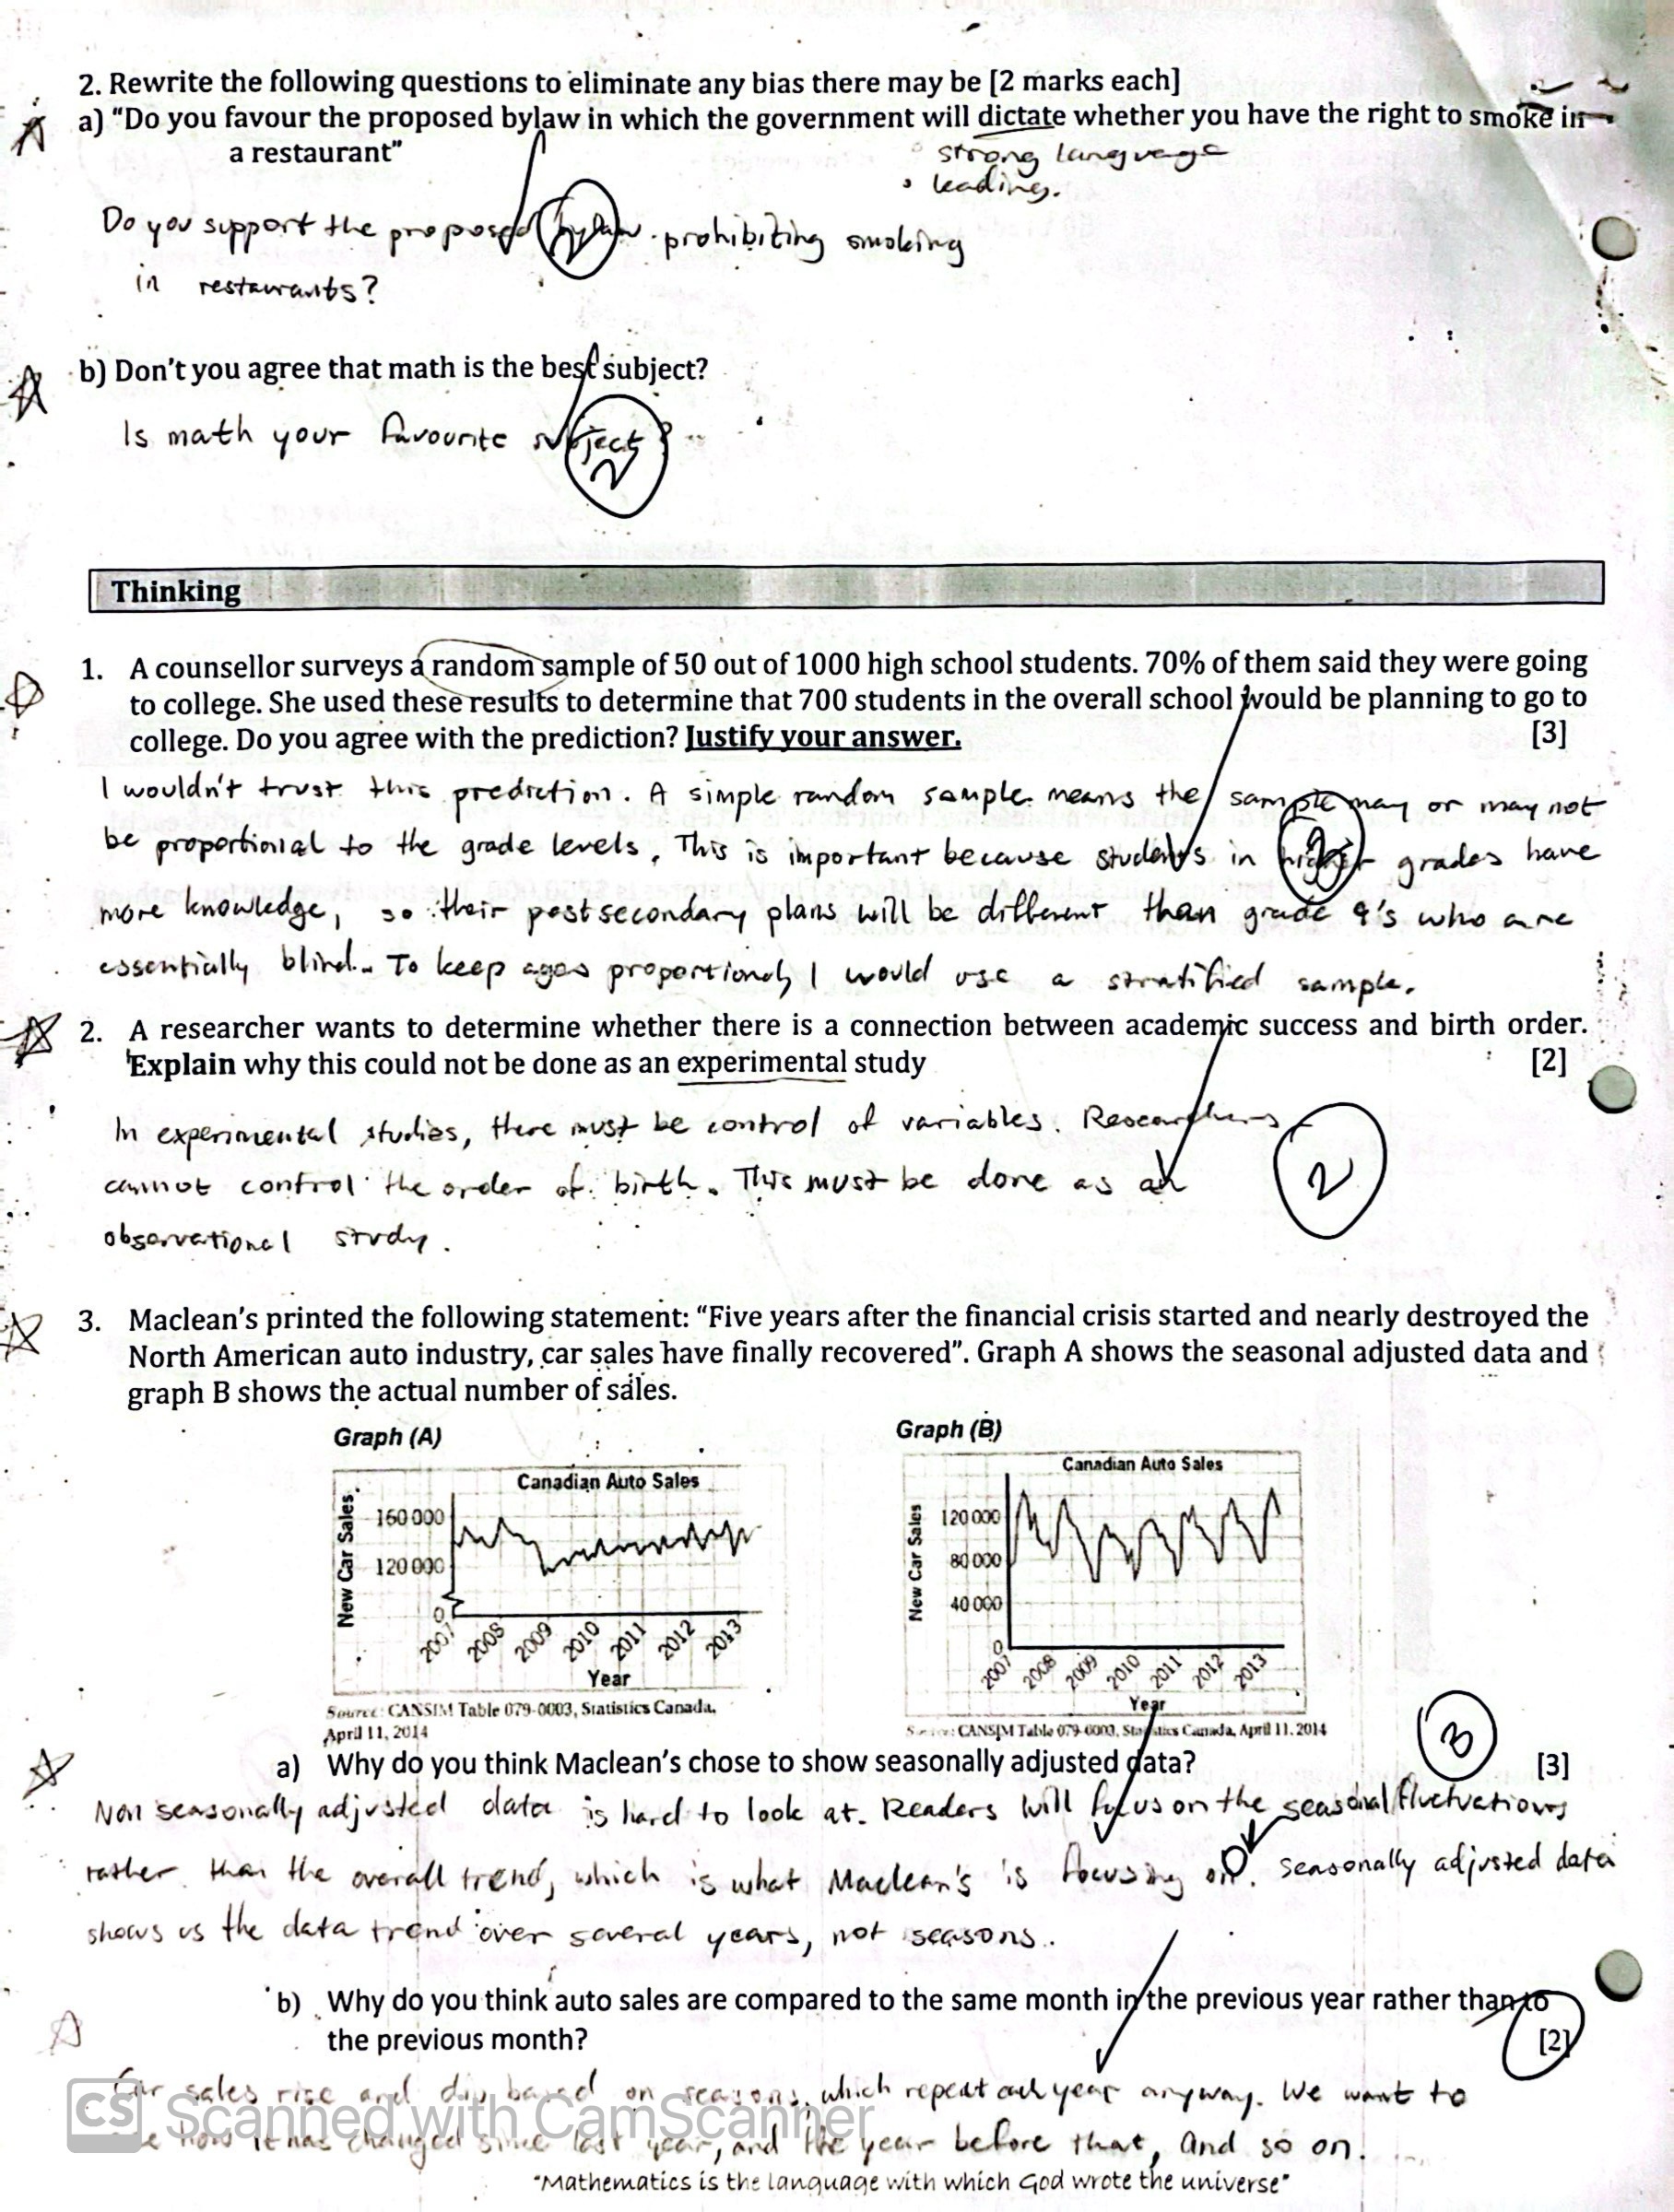 2. Rewrite the following questions to eliminate any bias there may be [2 marks each]
a) "Do you favour the proposed bylaw in which the government will dictate whether you have the right to smoke in
a restaurant"
strong language
leading.
Do you support the proposed bylaw prohibiting smoking
2
in restaurants?
b) Don't you agree that math is the best subject?
Is math your favourite subject?
2
Thinking
1. A counsellor surveys a random sample of 50 out of 1000 high school students. 70% of them said they were going
to college. She used these results to determine that 700 students in the overall school would be planning to go to
college. Do you agree with the prediction? Justify your answer. [3]
I wouldn't trust this prediction. A simple random sample means the sample may or may not
be proportional to the grade levels. This is important because students in higher grades have
3
more knowledge, so their postsecondary plans will be different than grade 9's who are
essentially blind. To keep ages proportional, I would use a stratified sample.
2. A researcher wants to determine whether there is a connection between academic success and birth order.
Explain why this could not be done as an experimental study [2]
In experimental studies, there must be control of variables. Researchers
cannot control the order of birth. This must be done as an
2
observational study.
3. Maclean's printed the following statement: "Five years after the financial crisis started and nearly destroyed the
North American auto industry, car sales have finally recovered". Graph A shows the seasonal adjusted data and
graph B shows the actual number of sales.
Graph (A)
Canadian Auto Sales
New Car Sales
160 000
120 000
0
2007 2008 2009 2010 2011 2012 2013
Year
Source: CANSIM Table 079-0003, Statistics Canada,
April 11, 2014
Graph (B)
Canadian Auto Sales
New Car Sales
120 000
80 000
40 000
0
2007 2008 2009 2010 2011 2012 2013
Year
Source: CANSIM Table 079-0003, Statistics Canada, April 11, 2014
3
a) Why do you think Maclean's chose to show seasonally adjusted data? [3]
Non seasonally adjusted data is hard to look at. Readers will focus on the seasonal fluctuations
rather than the overall trend, which is what Maclean's is focusing on. Seasonally adjusted data
shows us the data trend over several years, not seasons.
b) Why do you think auto sales are compared to the same month in the previous year rather than to
the previous month? [2]
Car sales rise and dip based on seasons, which repeat each year anyway. We want to
see how it has changed since last year, and the year before that, and so on.
CS Scanned with CamScanner
"Mathematics is the language with which God wrote the universe"